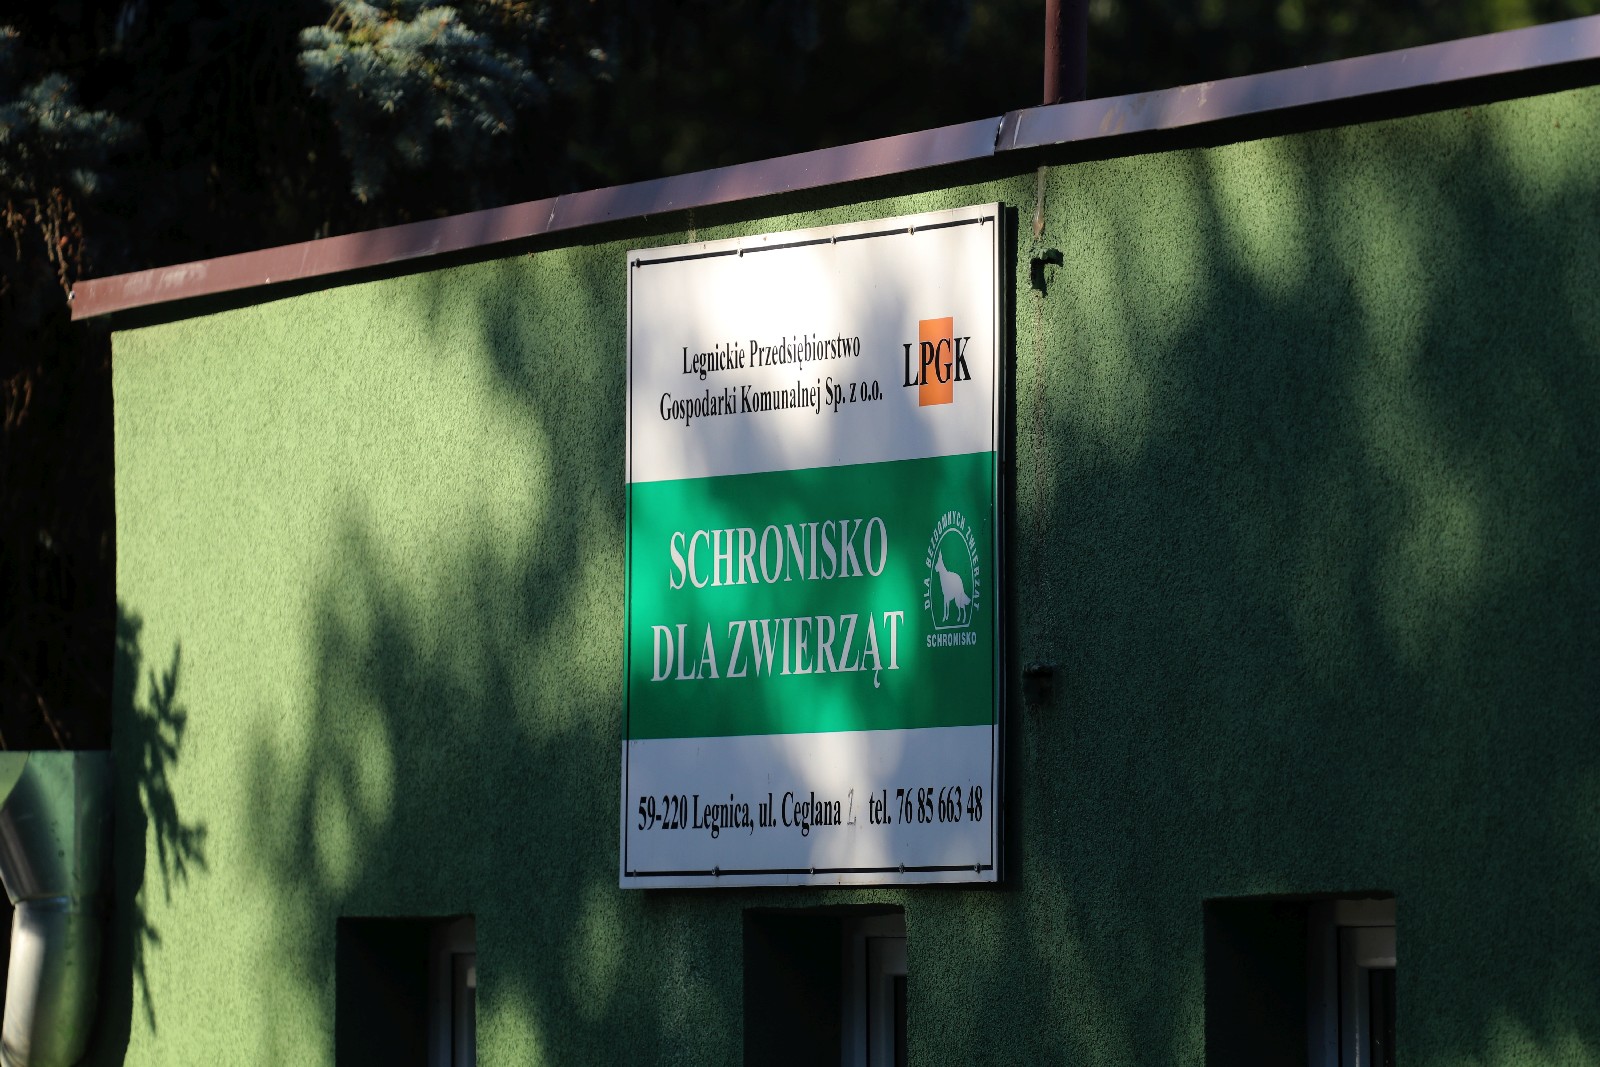 Legnickie Przedsiębiorstwo
Gospodarki Komunalnej Sp. z o.o.
LPGK
SCHRONISKO
DLA ZWIERZĄT
DLA BEZDOMNYCH ZWIERZĄT
SCHRONISKO
59-220 Legnica, ul. Ceglana 2 tel. 76 85 663 48